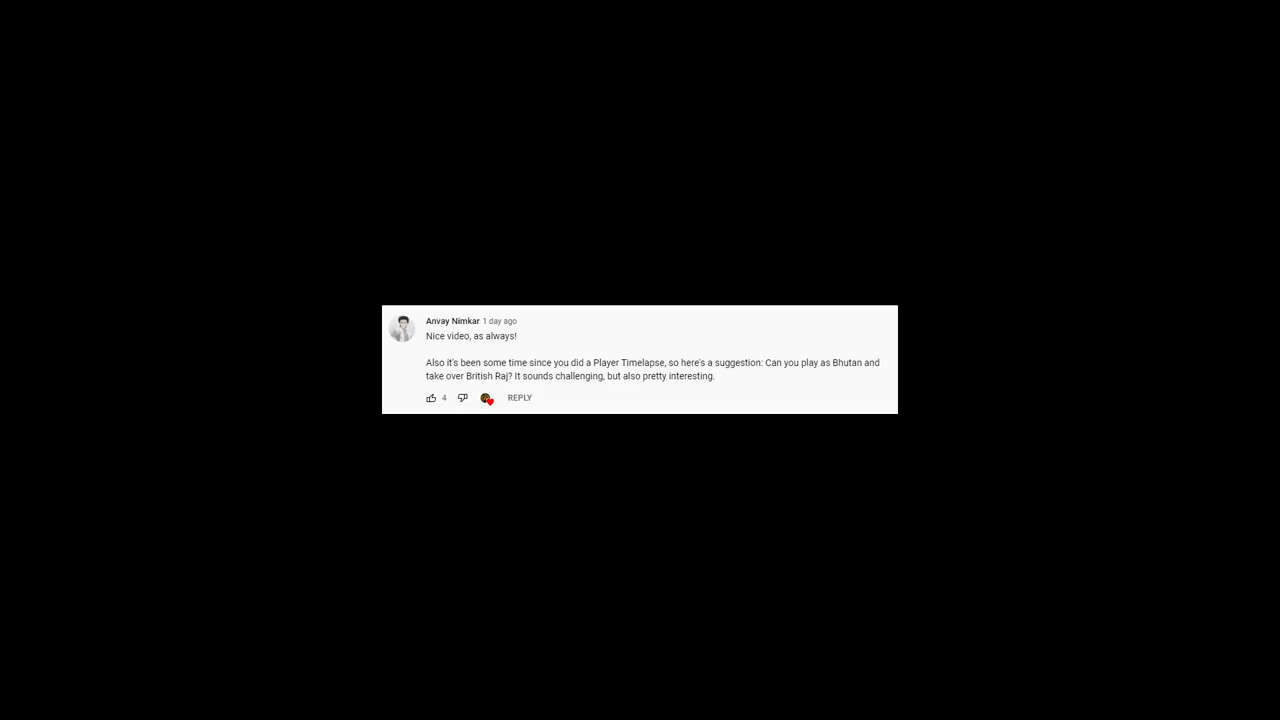 Anvay Nimkar 1 day ago
Nice video, as always!
Also it's been some time since you did a Player Timelapse, so here's a suggestion: Can you play as Bhutan and
take over British Raj? It sounds challenging, but also pretty interesting.
4 REPLY